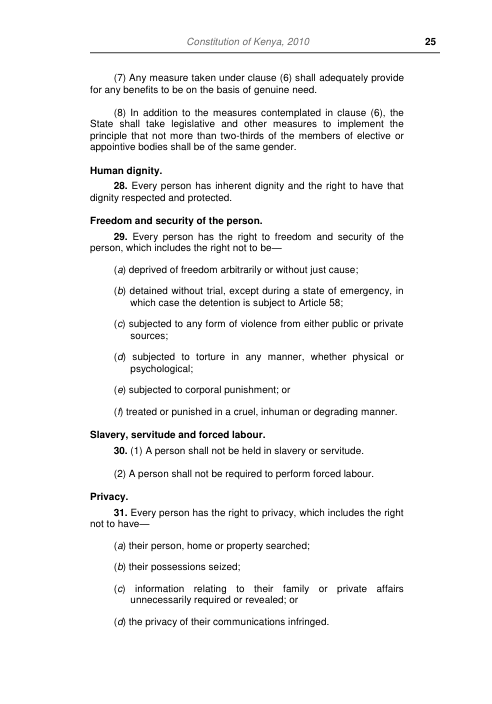 Constitution of Kenya, 2010 25
(7) Any measure taken under clause (6) shall adequately provide
for any benefits to be on the basis of genuine need.
(8) In addition to the measures contemplated in clause (6), the
State shall take legislative and other measures to implement the
principle that not more than two-thirds of the members of elective or
appointive bodies shall be of the same gender.
Human dignity.
28. Every person has inherent dignity and the right to have that
dignity respected and protected.
Freedom and security of the person.
29. Every person has the right to freedom and security of the
person, which includes the right not to be—
(a) deprived of freedom arbitrarily or without just cause;
(b) detained without trial, except during a state of emergency, in
which case the detention is subject to Article 58;
(c) subjected to any form of violence from either public or private
sources;
(d) subjected to torture in any manner, whether physical or
psychological;
(e) subjected to corporal punishment; or
(f) treated or punished in a cruel, inhuman or degrading manner.
Slavery, servitude and forced labour.
30. (1) A person shall not be held in slavery or servitude.
(2) A person shall not be required to perform forced labour.
Privacy.
31. Every person has the right to privacy, which includes the right
not to have—
(a) their person, home or property searched;
(b) their possessions seized;
(c) information relating to their family or private affairs
unnecessarily required or revealed; or
(d) the privacy of their communications infringed.